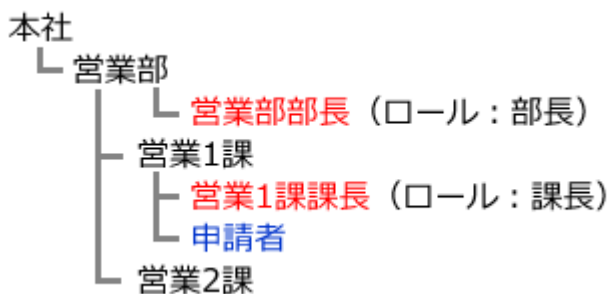 本社
営業部
営業部部長（ロール：部長）
営業1課
営業1課課長（ロール：課長）
申請者
営業2課